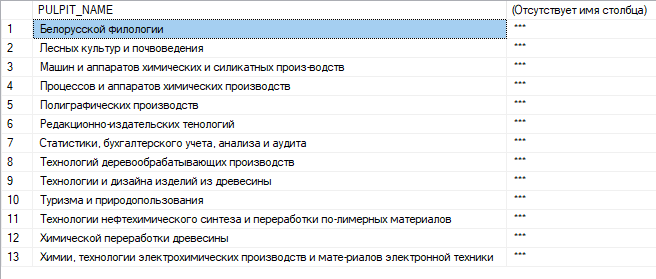 PULPIT_NAME (Отсутствует имя столбца)
1 Белорусской филологии ***
2 Лесных культур и почвоведения ***
3 Машин и аппаратов химических и силикатных произ-водств ***
4 Процессов и аппаратов химических производств ***
5 Полиграфических производств ***
6 Редакционно-издательских тенологий ***
7 Статистики, бухгалтерского учета, анализа и аудита ***
8 Технологий деревообрабатывающих производств ***
9 Технологии и дизайна изделий из древесины ***
10 Туризма и природопользования ***
11 Технологии нефтехимического синтеза и переработки по-лимерных материалов ***
12 Химической переработки древесины ***
13 Химии, технологии электрохимических производств и мате-риалов электронной техники ***